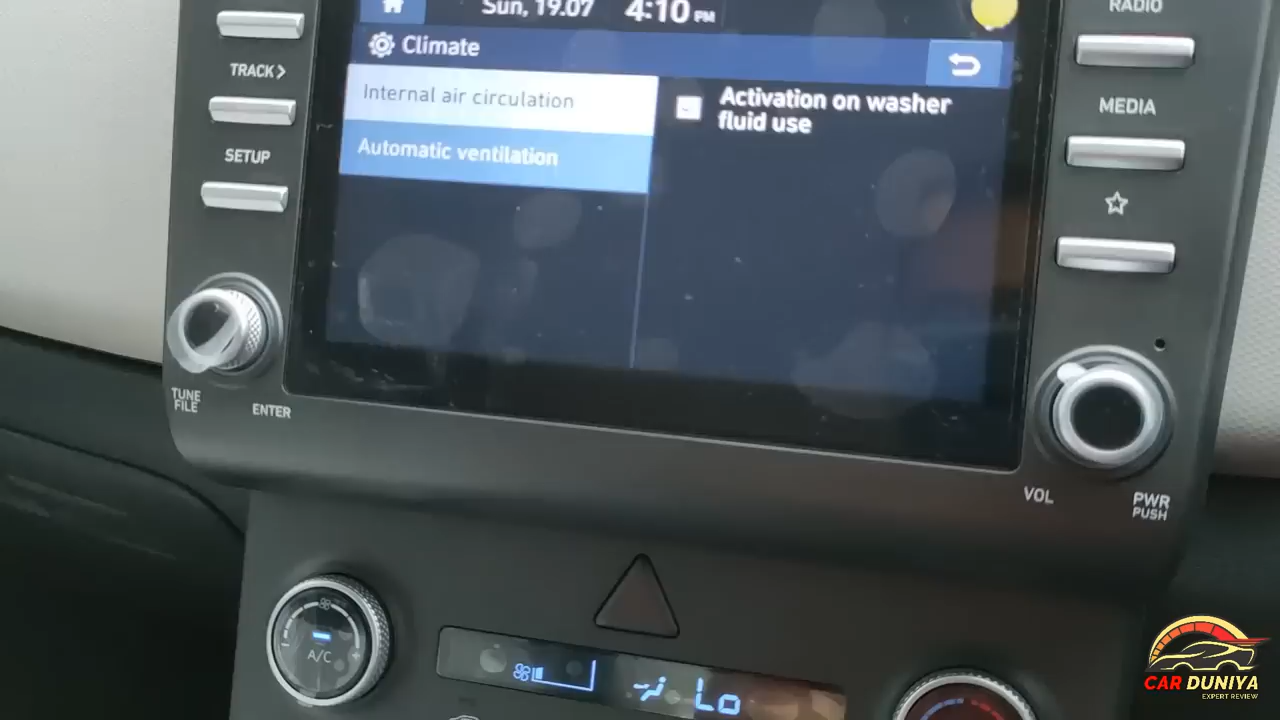 Sun, 19.07 4:10 PM
RADIO
Climate
TRACK>
Internal air circulation
Activation on washer
fluid use
MEDIA
SETUP
Automatic ventilation
TUNE
FILE
ENTER
VOL
PWR
PUSH
A/C
Lo
CAR DUNIYA
EXPERT REVIEW